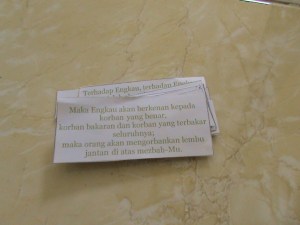 Terhadap Engkau, terhadap
Maka Engkau akan berkenan kepada
korban yang benar,
korban bakaran dan korban yang terbakar
seluruhnya;
maka orang akan mengorbankan lembu
jantan di atas mezbah-Mu.